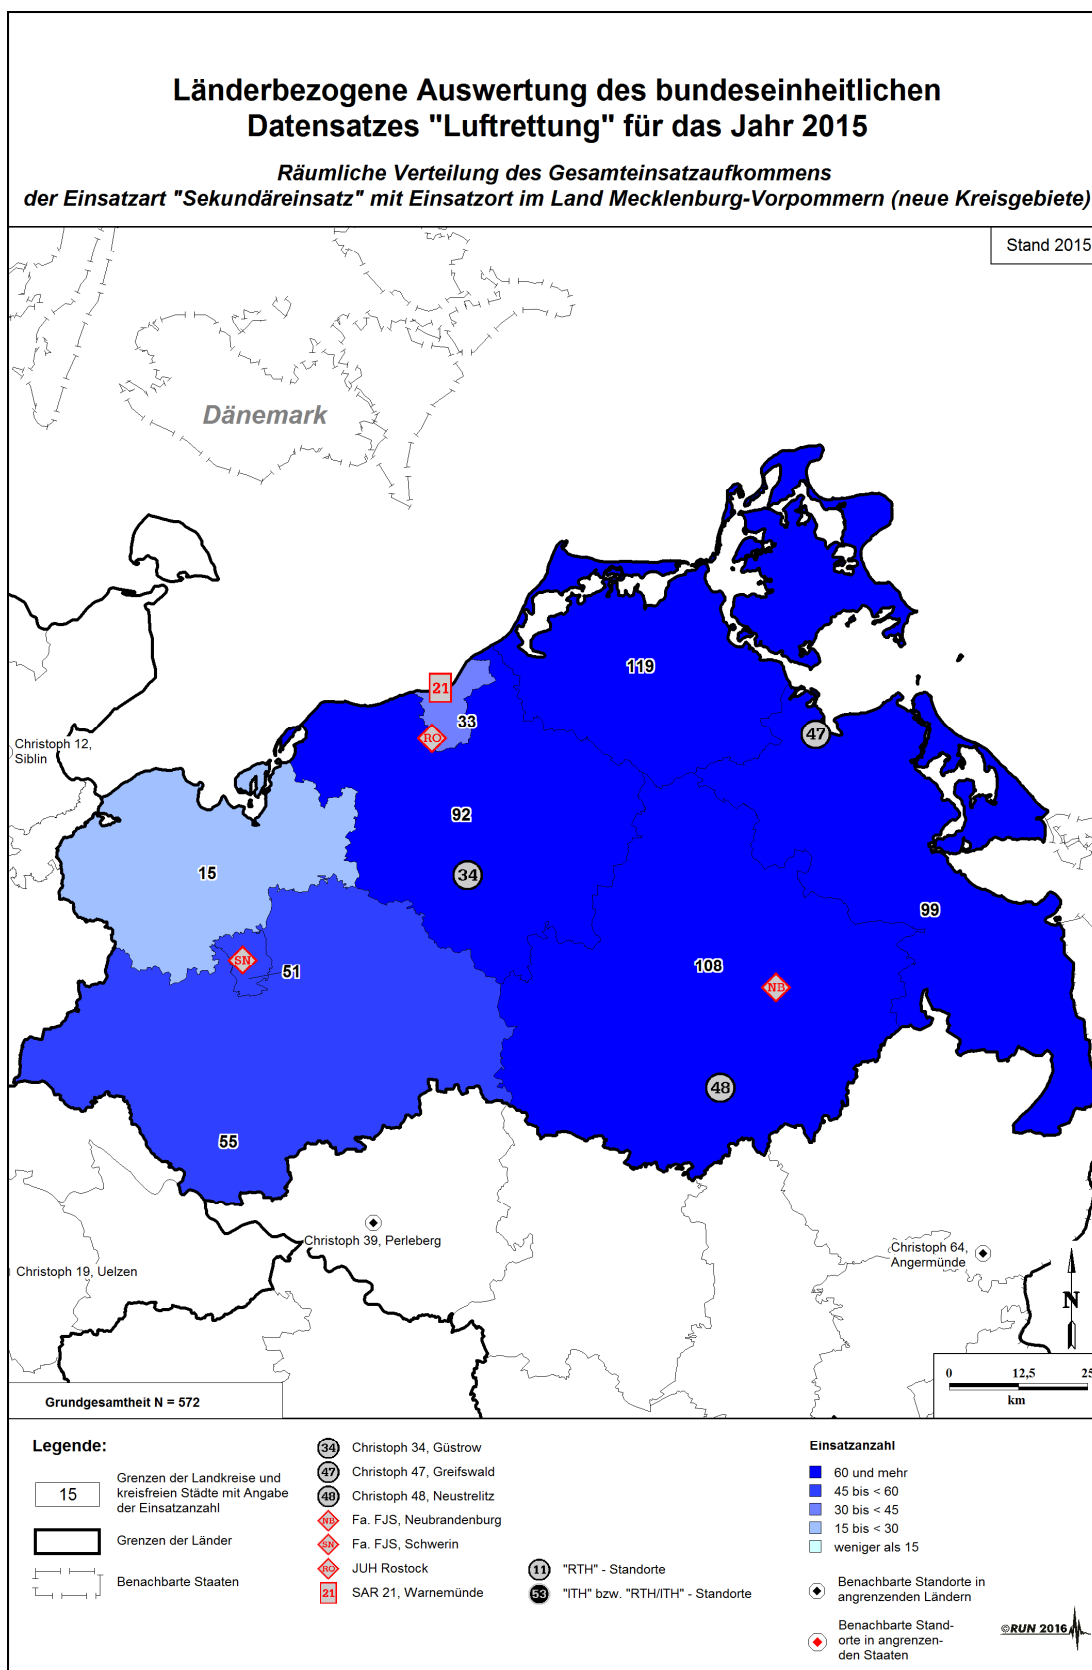 Länderbezogene Auswertung des bundeseinheitlichen
Datensatzes "Luftrettung" für das Jahr 2015
Räumliche Verteilung des Gesamteinsatzaufkommens
der Einsatzart "Sekundäreinsatz" mit Einsatzort im Land Mecklenburg-Vorpommern (neue Kreisgebiete)
Stand 2015
Dänemark
119
21
33
RO
47
Christoph 12,
Siblin
92
15
34
99
SN
51
108
NB
48
55
Christoph 39, Perleberg
Christoph 64,
Angermünde
Christoph 19, Uelzen
N
0 12,5 25
km
Grundgesamtheit N = 572
Legende:
15
Grenzen der Landkreise und
kreisfreien Städte mit Angabe
der Einsatzanzahl
Grenzen der Länder
Benachbarte Staaten
34 Christoph 34, Güstrow
47 Christoph 47, Greifswald
48 Christoph 48, Neustrelitz
NB Fa. FJS, Neubrandenburg
SN Fa. FJS, Schwerin
RO JUH Rostock
21 SAR 21, Warnemünde
11 "RTH" - Standorte
53 "ITH" bzw. "RTH/ITH" - Standorte
Einsatzanzahl
60 und mehr
45 bis < 60
30 bis < 45
15 bis < 30
weniger als 15
Benachbarte Standorte in
angrenzenden Ländern
Benachbarte Stand-
orte in angrenzen-
den Staaten
©RUN 2016